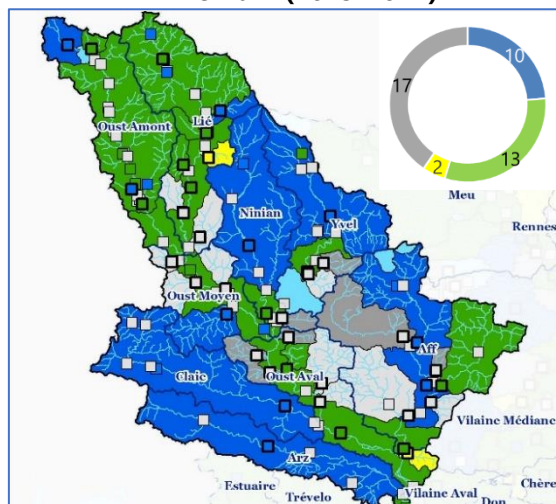 10
17
13
2
Oust Amont
Lié
Meu
Rennes
Ninian
Yvel
Oust Moyen
Aff
Claie
Oust Aval
Vilaine Médiane
Arz
Estuaire
Vilaine Aval
Chère
Trévelo
Don